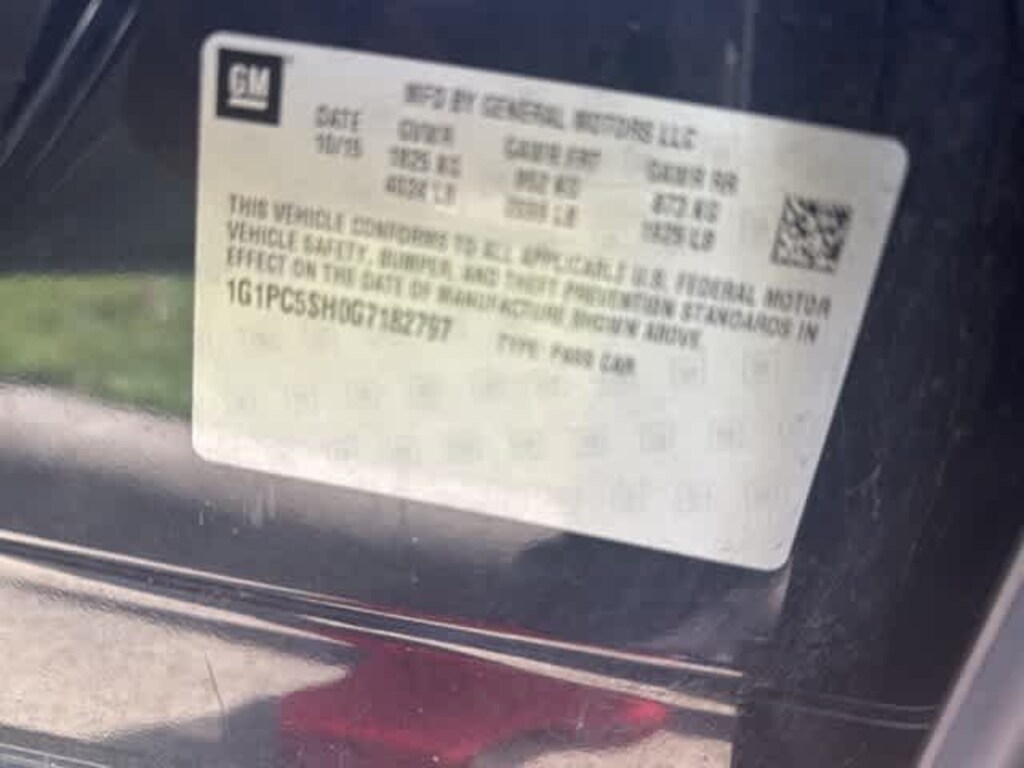 GM
MFD BY GENERAL MOTORS LLC
DATE GVWR GAWR FRT GAWR RR
10/15 1825 KG 952 KG 873 KG
LB LB 1925 LB
THIS VEHICLE CONFORMS TO ALL APPLICABLE U.S. FEDERAL MOTOR
VEHICLE SAFETY, BUMPER, AND THEFT PREVENTION STANDARDS IN
EFFECT ON THE DATE OF MANUFACTURE SHOWN ABOVE.
1G1PC5SH0G7182797 TYPE: PASS CAR